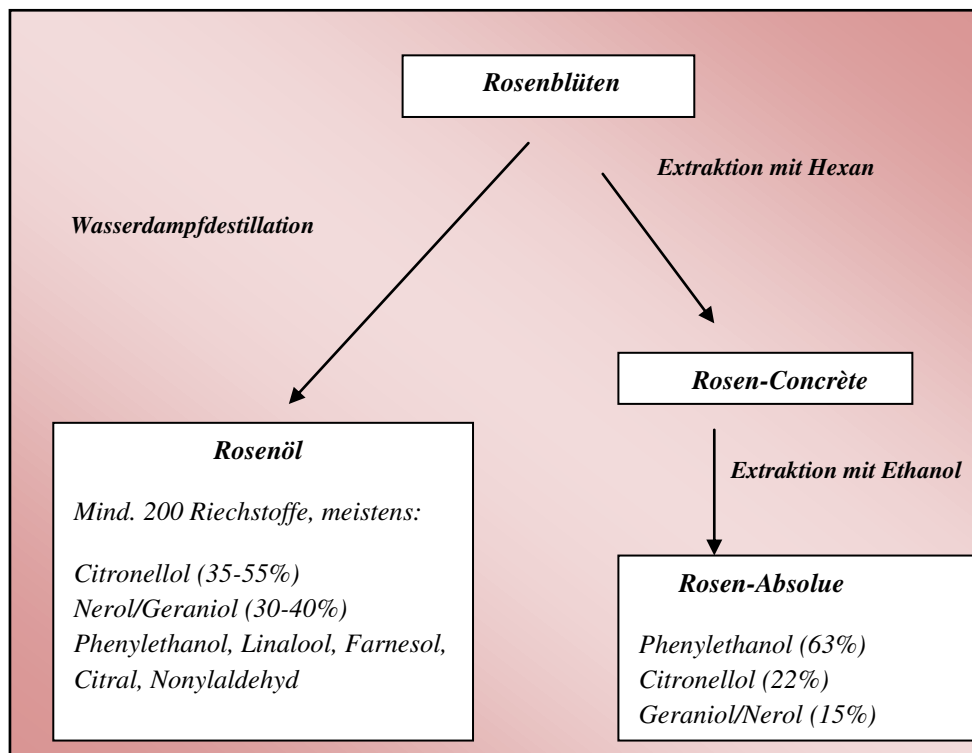 Rosenblüten
Extraktion mit Hexan
Wasserdampfdestillation
Rosen-Concrète
Rosenöl
Mind. 200 Riechstoffe, meistens:
Citronellol (35-55%)
Nerol/Geraniol (30-40%)
Phenylethanol, Linalool, Farnesol,
Citral, Nonylaldehyd
Extraktion mit Ethanol
Rosen-Absolue
Phenylethanol (63%)
Citronellol (22%)
Geraniol/Nerol (15%)